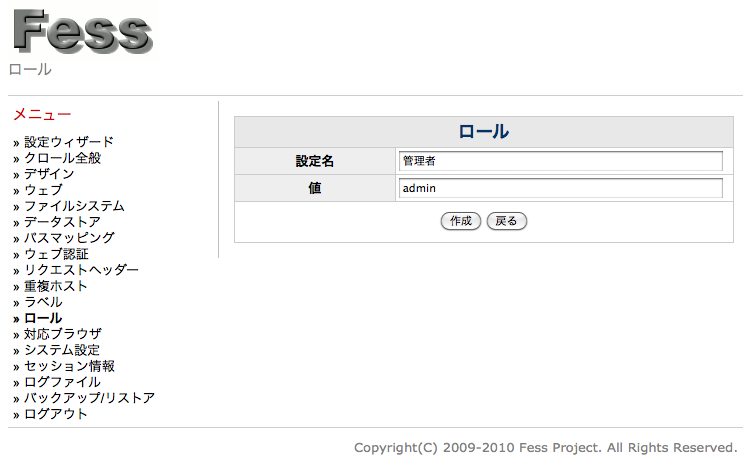 Fess
ロール
メニュー
» 設定ウィザード
» クロール全般
» デザイン
» ウェブ
» ファイルシステム
» データストア
» パスマッピング
» ウェブ認証
» リクエストヘッダー
» 重複ホスト
» ラベル
» ロール
» 対応ブラウザ
» システム設定
» セッション情報
» ログファイル
» バックアップ/リストア
» ログアウト
ロール
設定名 管理者
値 admin
作成 戻る
Copyright(C) 2009-2010 Fess Project. All Rights Reserved.